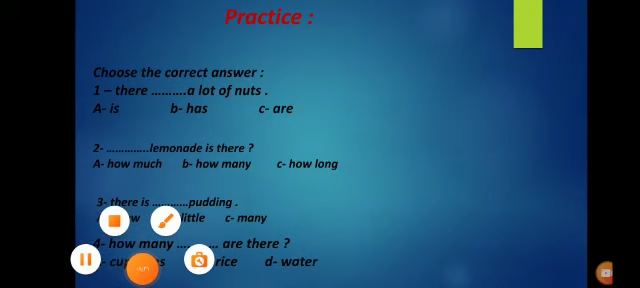 Practice :
Choose the correct answer :
1 – there ……….a lot of nuts .
A- is b- has c- are
2- …………..lemonade is there ?
A- how much b- how many c- how long
3- there is …………pudding .
little c- many
4- how many …. …… are there ?
rice d- water